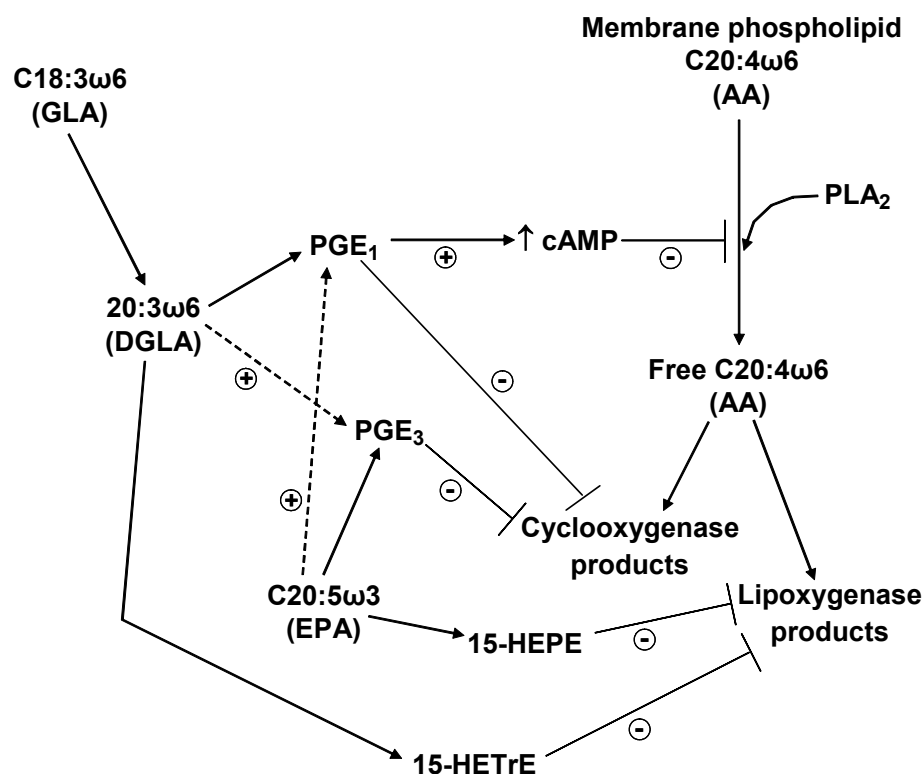 Membrane phospholipid
C20:4ω6
(AA)
C18:3ω6
(GLA)
PLA₂
PGE₁
+
↑ cAMP
-
20:3ω6
(DGLA)
+
-
Free C20:4ω6
(AA)
PGE₃
-
+
Cyclooxygenase
products
C20:5ω3
(EPA)
15-HEPE
-
Lipoxygenase
products
-
15-HETrE